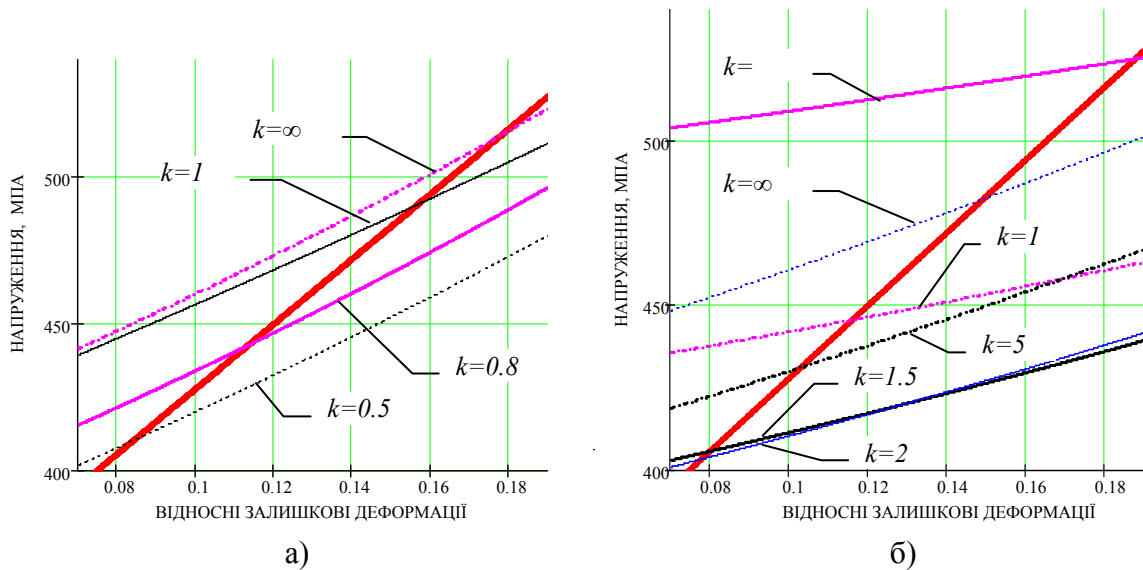 НАПРУЖЕННЯ, МПА
500
450
400
k=∞
k=1
k=0.8
k=0.5
0.08 0.1 0.12 0.14 0.16 0.18
ВІДНОСНІ ЗАЛИШКОВІ ДЕФОРМАЦІЇ
а)
НАПРУЖЕННЯ, МПА
500
450
400
k=
k=∞
k=1
k=5
k=1.5
k=2
0.08 0.1 0.12 0.14 0.16 0.18
ВІДНОСНІ ЗАЛИШКОВІ ДЕФОРМАЦІЇ
б)